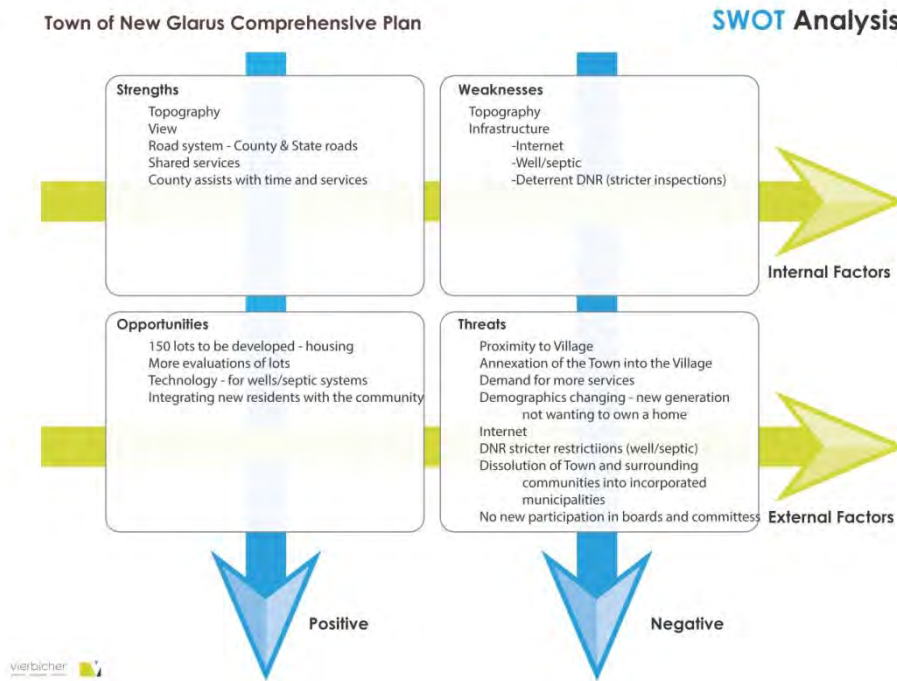 Town of New Glarus Comprehensive Plan
SWOT Analysis
Strengths
Topography
View
Road system - County & State roads
Shared services
County assists with time and services
Weaknesses
Topography
Infrastructure
-Internet
-Well/septic
-Deterrent DNR (stricter inspections)
Internal Factors
Opportunities
150 lots to be developed - housing
More evaluations of lots
Technology - for wells/septic systems
Integrating new residents with the community
Threats
Proximity to Village
Annexation of the Town into the Village
Demand for more services
Demographics changing - new generation
not wanting to own a home
Internet
DNR stricter restrictiions (well/septic)
Dissolution of Town and surrounding
communities into incorporated
municipalities
No new participation in boards and committess
External Factors
Positive
Negative
vierbicher